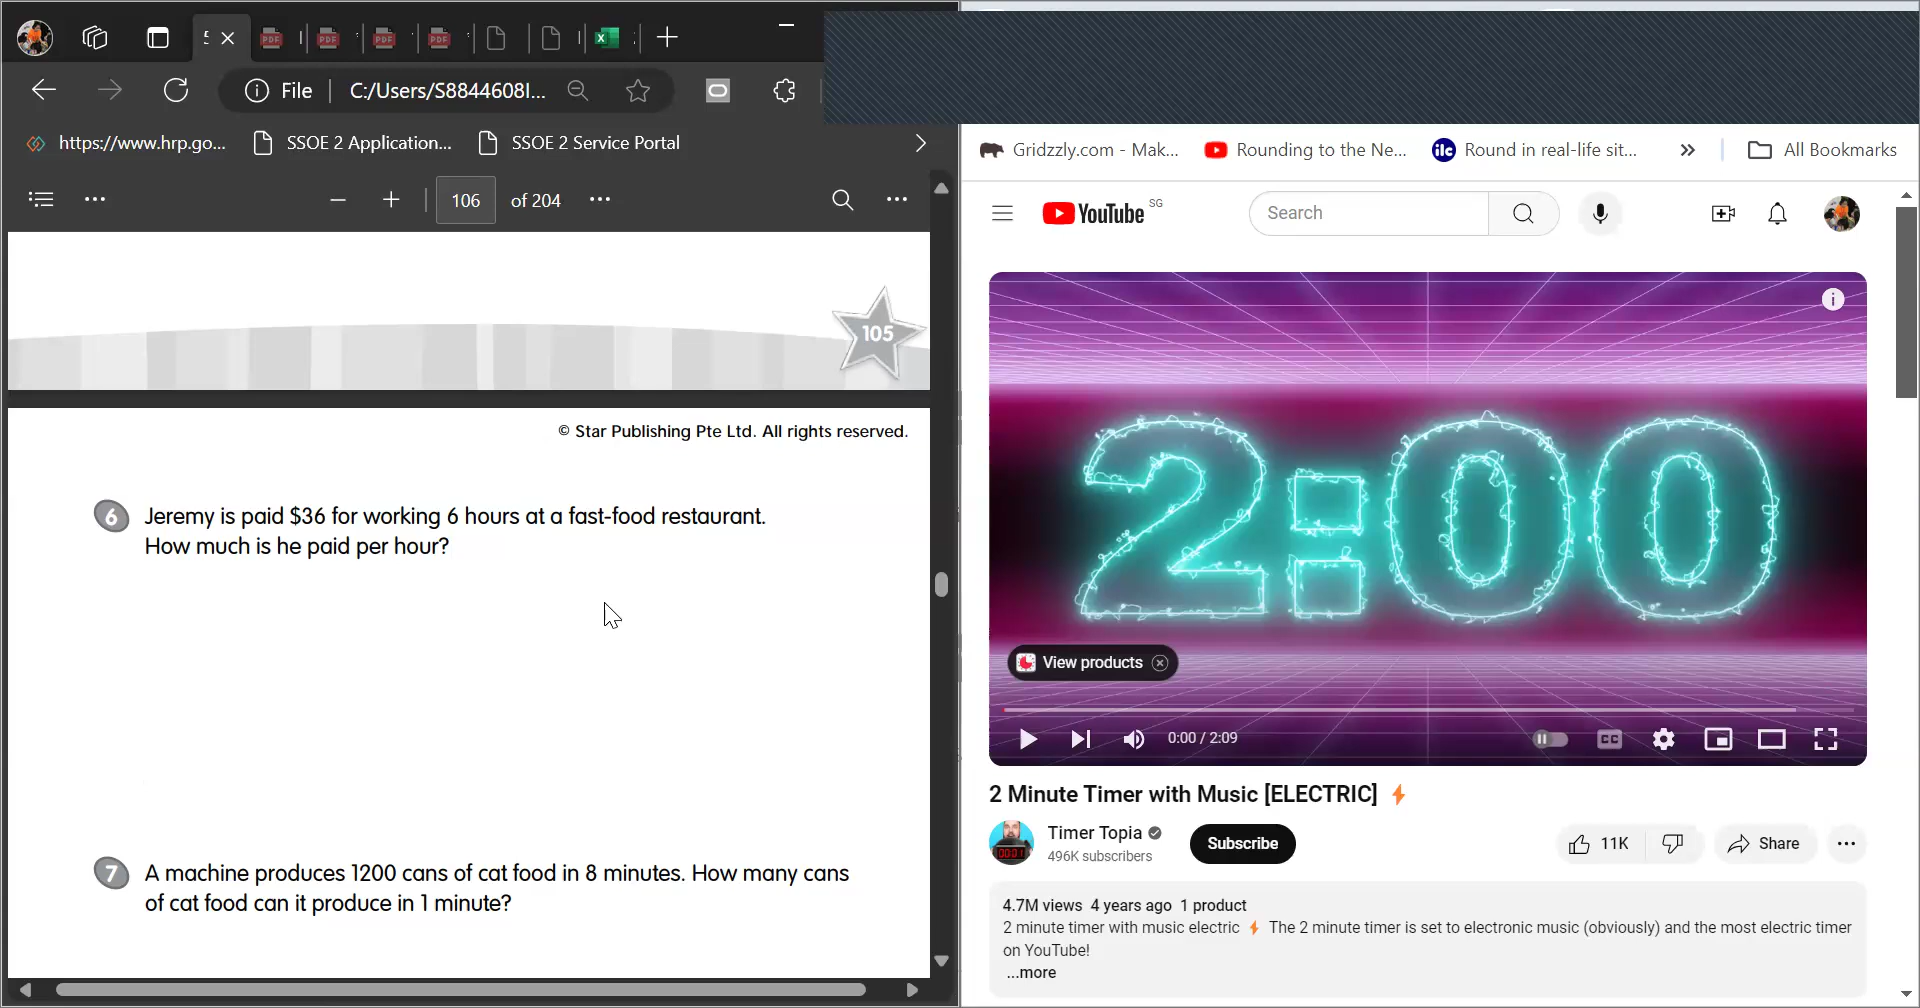 File
C:/Users/S8844608I...
https://www.hrp.go...
SSOE 2 Application...
SSOE 2 Service Portal
106 of 204
105
© Star Publishing Pte Ltd. All rights reserved.
6 Jeremy is paid $36 for working 6 hours at a fast-food restaurant.
How much is he paid per hour?
7 A machine produces 1200 cans of cat food in 8 minutes. How many cans
of cat food can it produce in 1 minute?
Gridzzly.com - Mak...
Rounding to the Ne...
ilc Round in real-life sit...
All Bookmarks
YouTube SG
Search
2:00
View products
0:00 / 2:09
CC
2 Minute Timer with Music [ELECTRIC]
Timer Topia
496K subscribers
Subscribe
11K
Share
4.7M views 4 years ago 1 product
2 minute timer with music electric ⚡ The 2 minute timer is set to electronic music (obviously) and the most electric timer
on YouTube!
...more